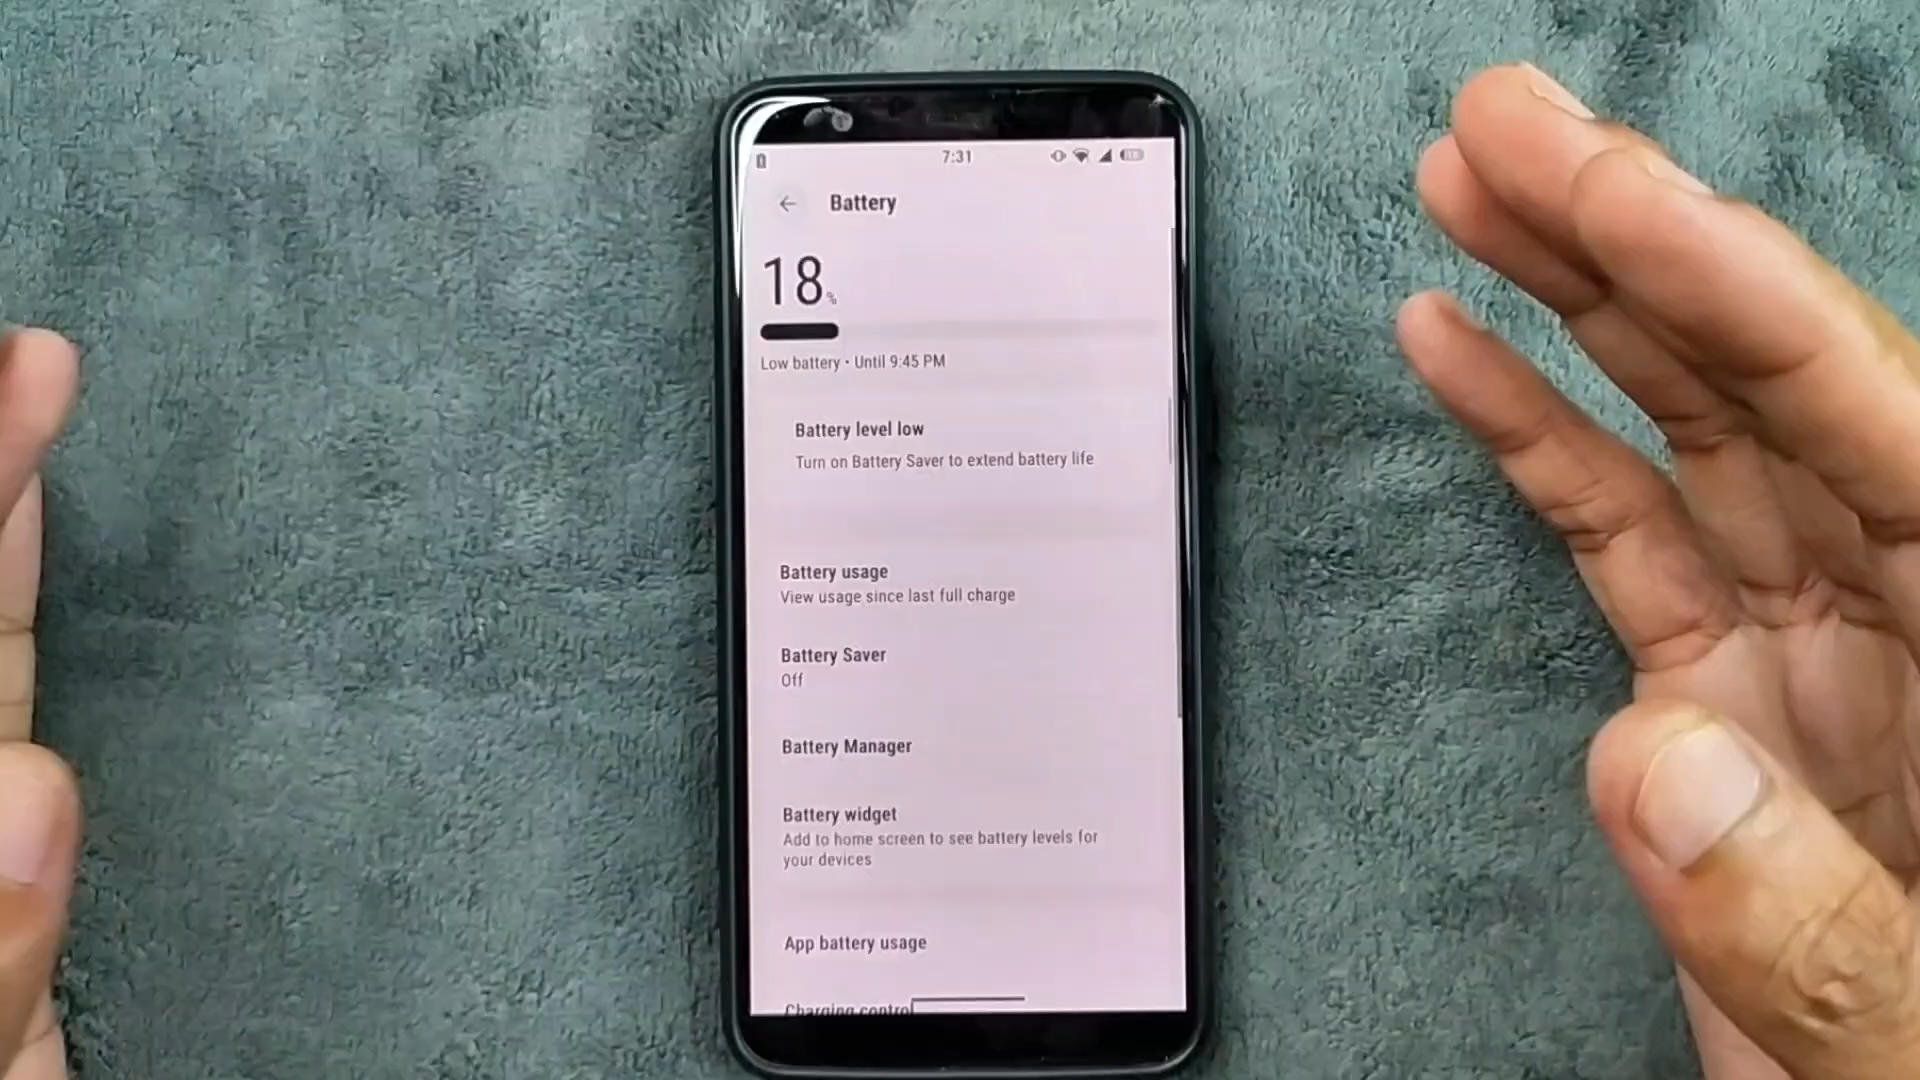 7:31
Battery
18%
Low battery • Until 9:45 PM
Battery level low
Turn on Battery Saver to extend battery life
Battery usage
View usage since last full charge
Battery Saver
Off
Battery Manager
Battery widget
Add to home screen to see battery levels for
your devices
App battery usage
Charging control